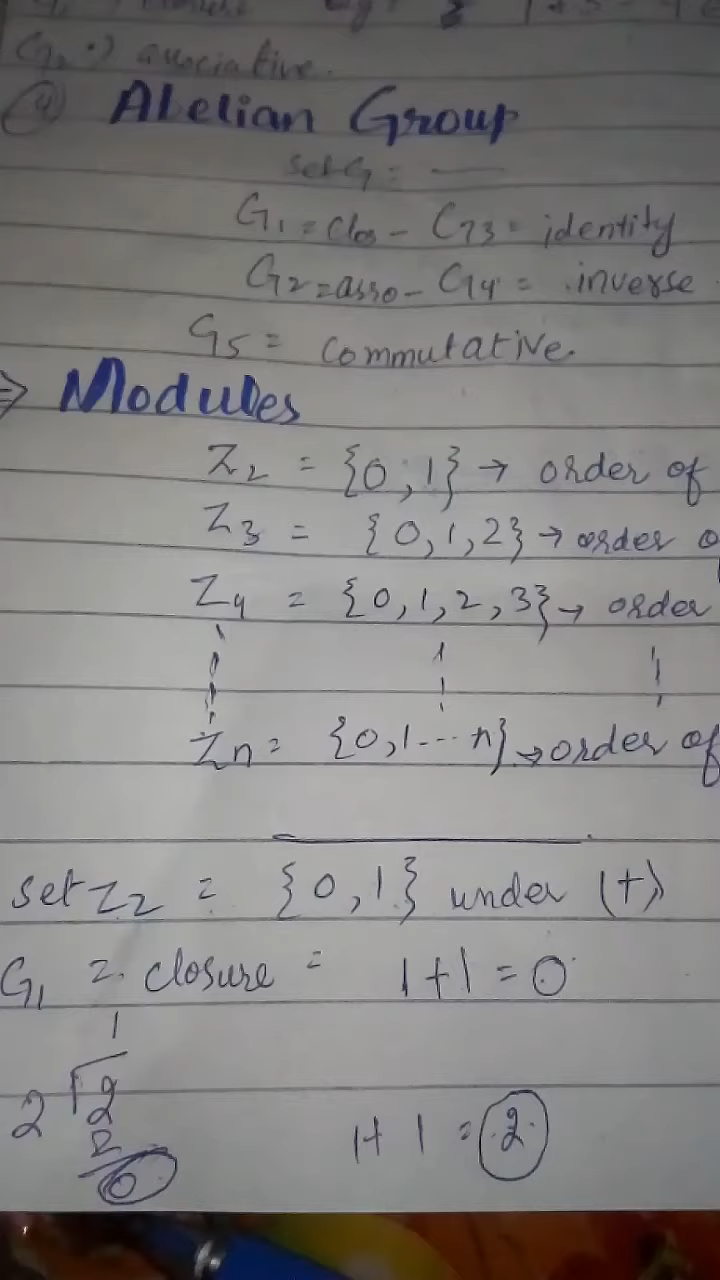 G, •) associative.
④ Abelian Group
set G = —
G₁ = clos - G3 = identity
G2 = asso - G4 = inverse
G5 = commutative.
⇒ Modules
Z₂ = {0, 1} → order of
Z3 = {0, 1, 2} → order o
Z4 = {0, 1, 2, 3} → order
Zn = {0, 1 --- n} → order of
set Z2 = {0, 1} under (+)
G₁ = closure = 1+1 = 0
1
2 √2
2
0
1+1 = 2